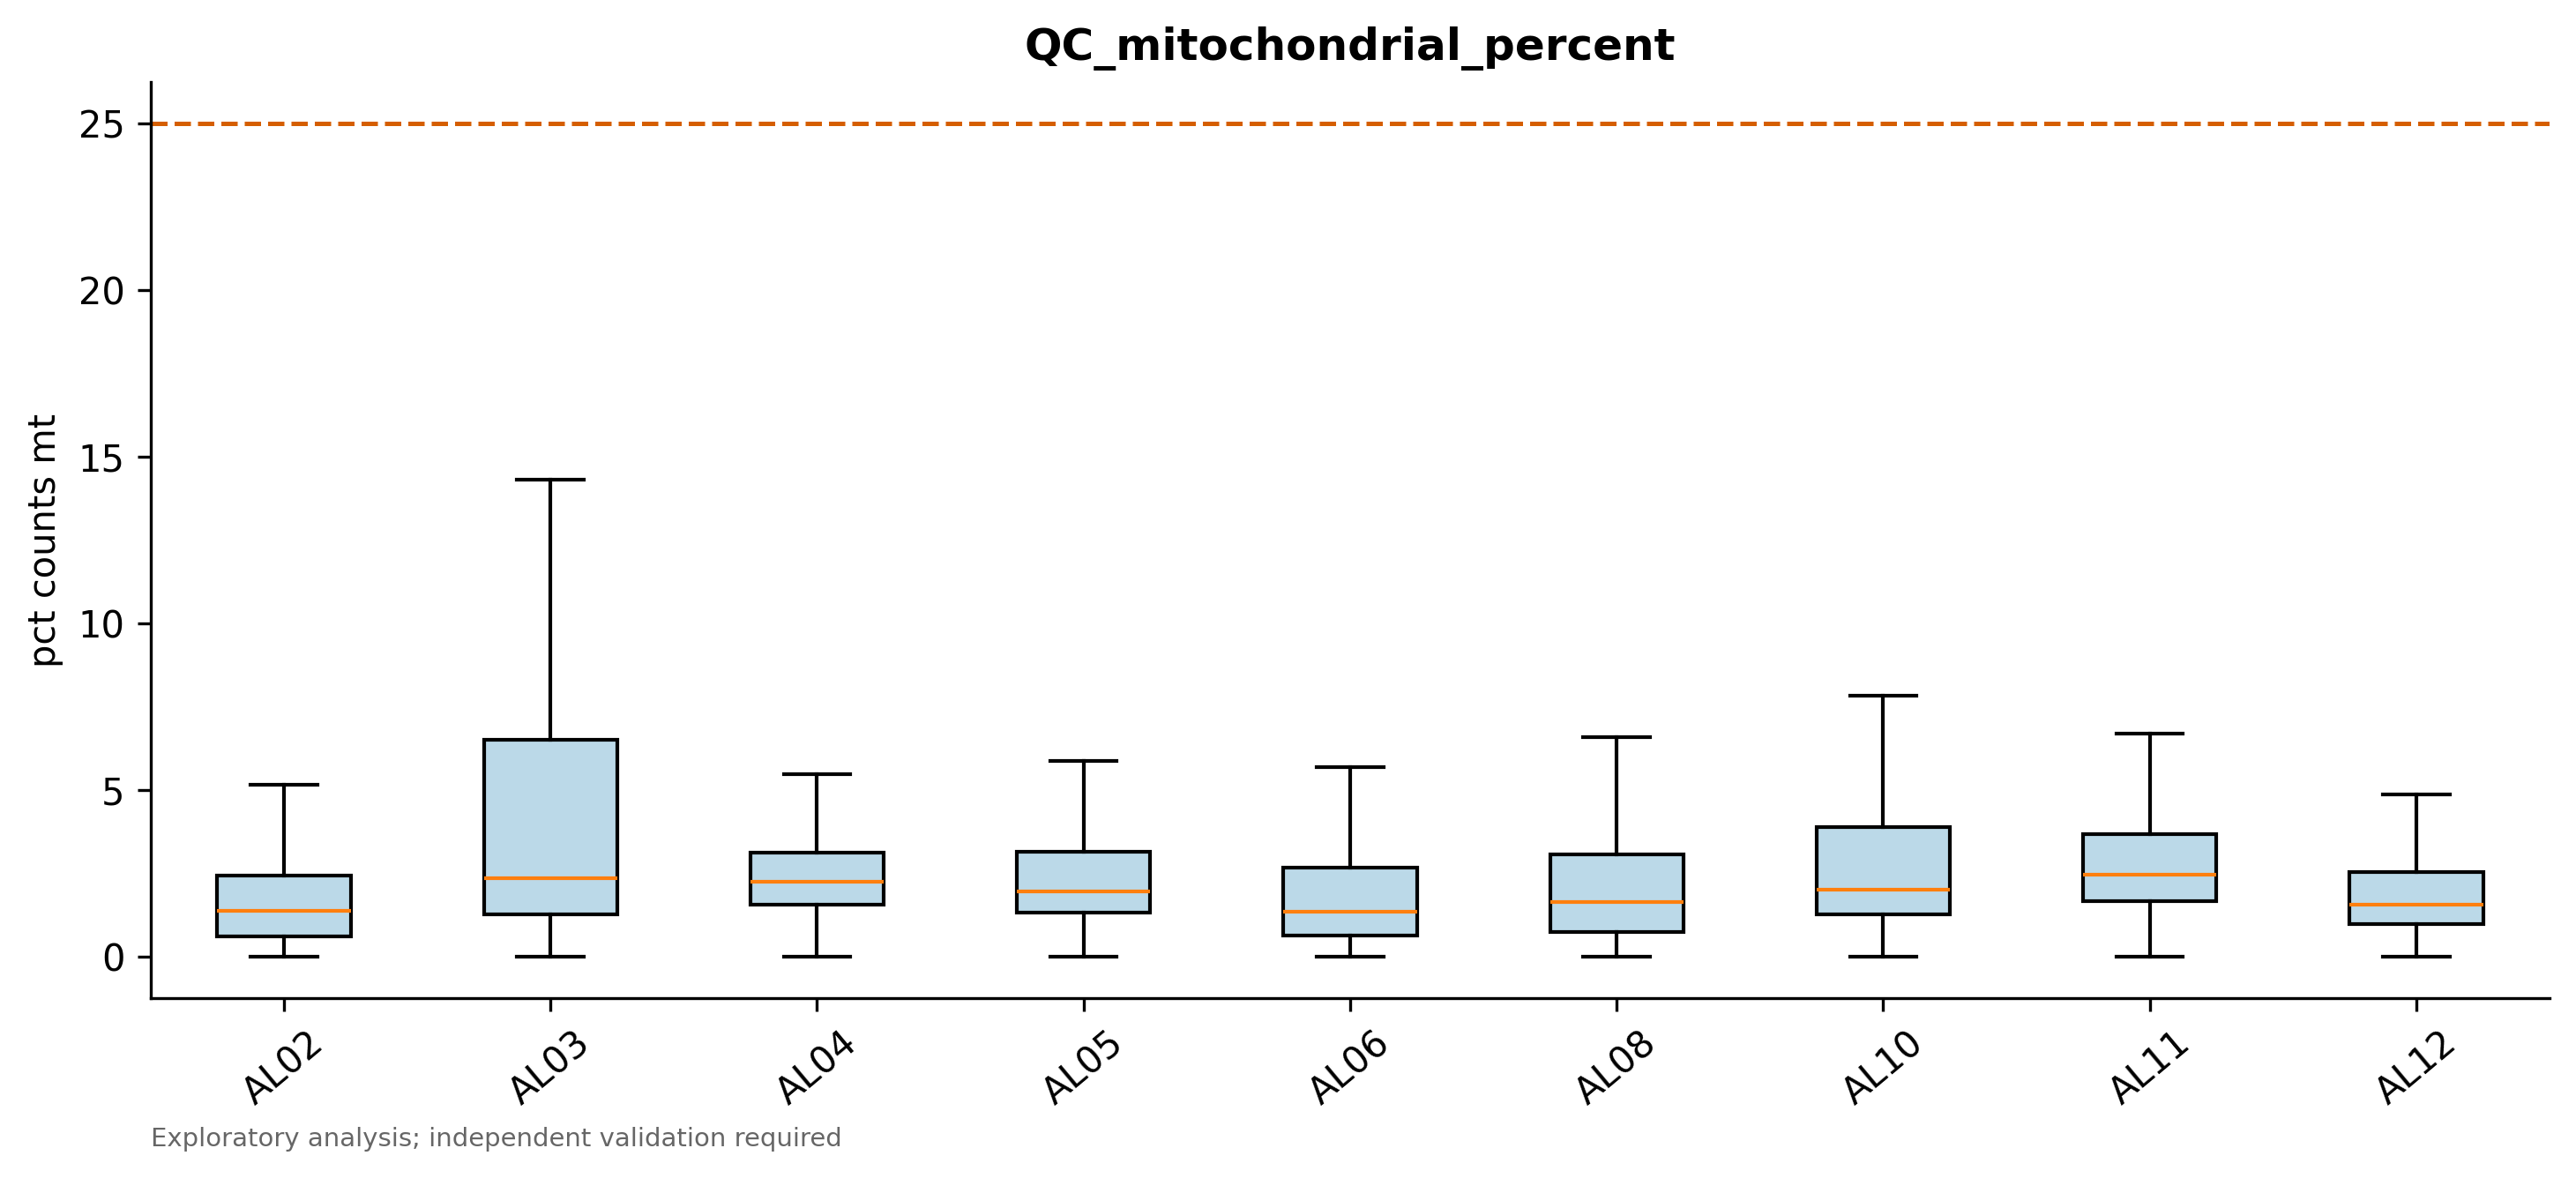 QC_mitochondrial_percent
25
20
15
10
5
0
pct counts mt
AL02
AL03
AL04
AL05
AL06
AL08
AL10
AL11
AL12
Exploratory analysis; independent validation required